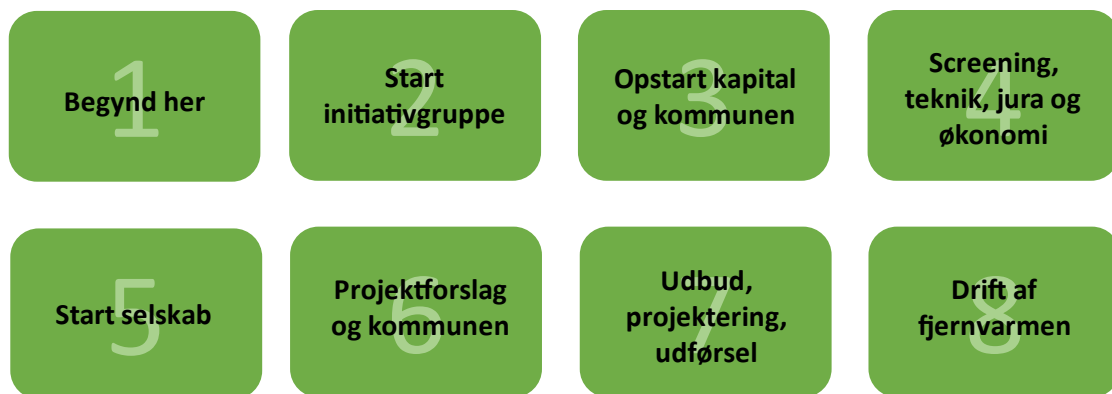 1
Begynd her
2
Start
initiativgruppe
3
Opstart kapital
og kommunen
4
Screening,
teknik, jura og
økonomi
5
Start selskab
6
Projektforslag
og kommunen
7
Udbud,
projektering,
udførsel
8
Drift af
fjernvarmen